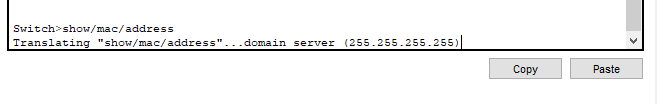 Switch>show/mac/address
Translating "show/mac/address"...domain server (255.255.255.255)
Copy
Paste